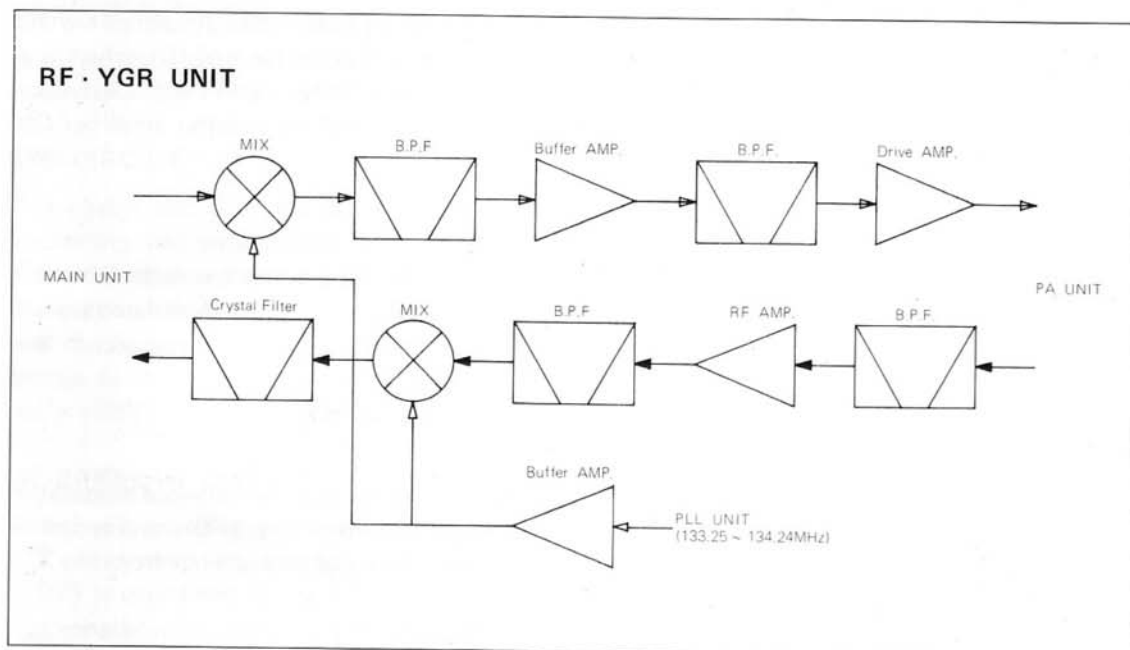 RF · YGR UNIT
MIX
B.P.F
Buffer AMP.
B.P.F.
Drive AMP.
MAIN UNIT
PA UNIT
Crystal Filter
MIX
B.P.F
RF AMP.
B.P.F.
Buffer AMP.
PLL UNIT
(133.25 ~ 134.24MHz)